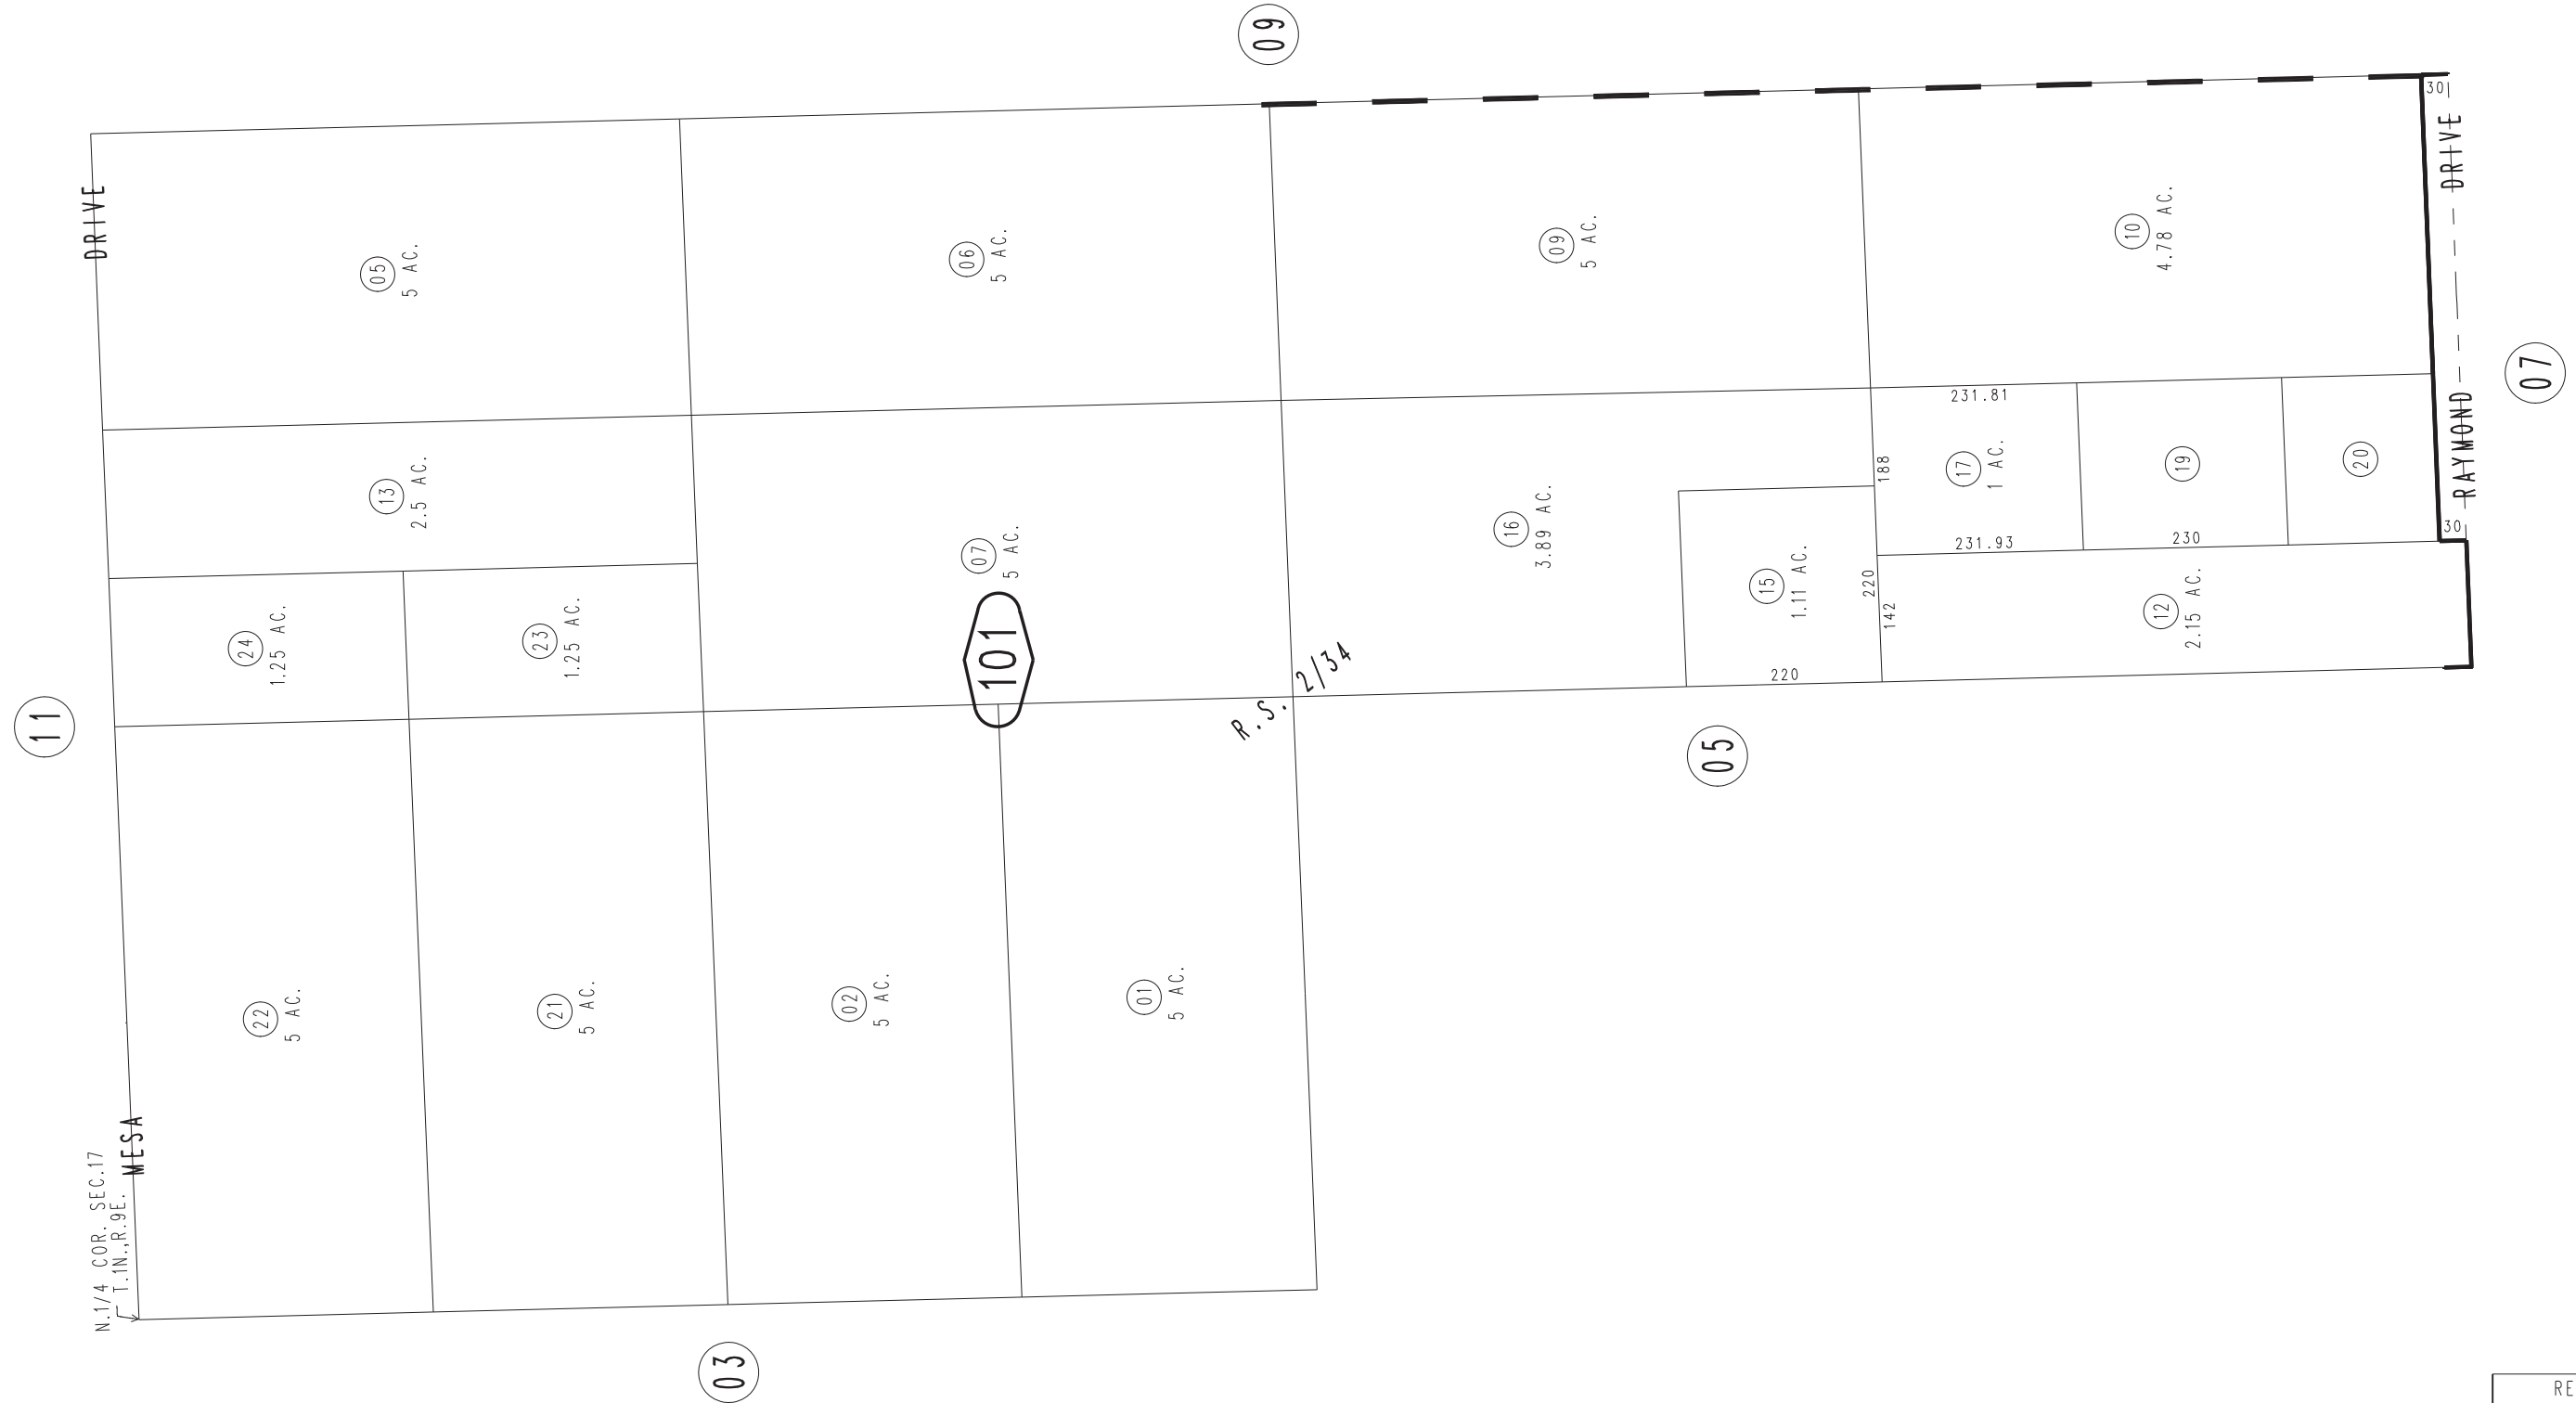 09
DRIVE
30
DRIVE
05
5 AC.
06
5 AC.
09
5 AC.
10
4.78 AC.
07
231.81
13
2.5 AC.
188
17
1 AC.
19
20
RAYMOND
30
16
3.89 AC.
231.93
230
07
5 AC.
15
1.11 AC.
220
142
12
2.15 AC.
24
1.25 AC.
23
1.25 AC.
101
220
R.S. 2/34
11
05
22
5 AC.
21
5 AC.
02
5 AC.
01
5 AC.
MESA
N.1/4 COR. SEC.17
T.1N.,R.9E.
03
RE